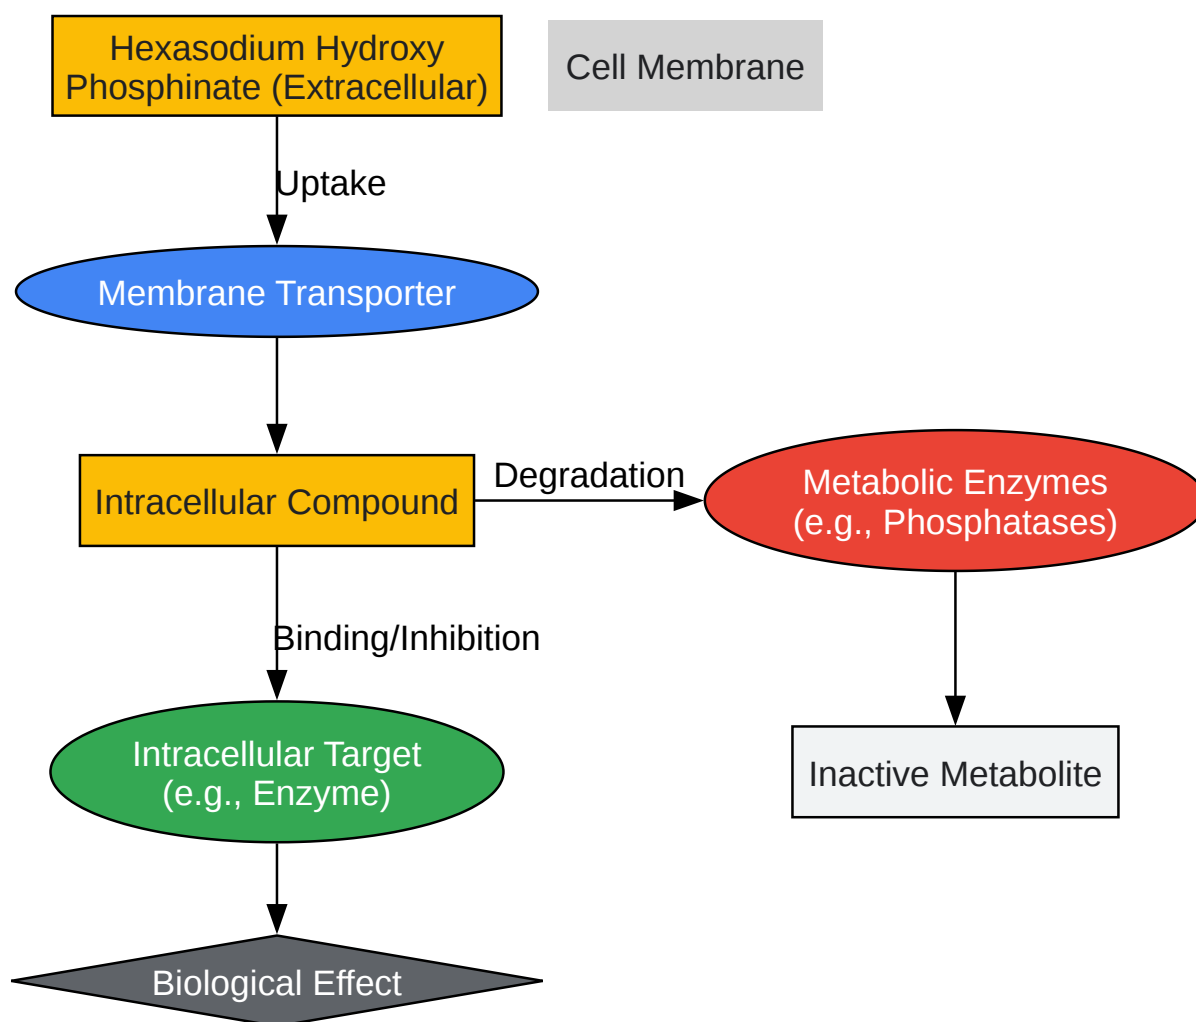 Hexasodium Hydroxy
Phosphinate (Extracellular)
Cell Membrane
Uptake
Membrane Transporter
Intracellular Compound
Degradation
Metabolic Enzymes
(e.g., Phosphatases)
Binding/Inhibition
Intracellular Target
(e.g., Enzyme)
Inactive Metabolite
Biological Effect